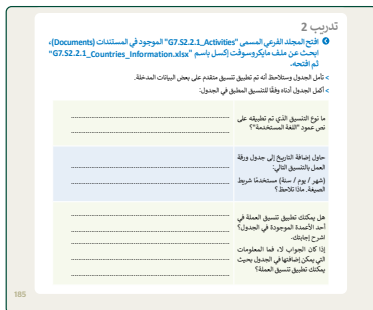 تدريب 2
افتح المجلد الفرعي المسمى "G7.S2.2.1_Activities" الموجود في المستندات (Documents)،
ابحث عن ملف مايكروسوفت إكسل باسم "G7.S2.2.1_Countries_Information.xlsx"
ثم افتحه.
> تأمل الجدول وستلاحظ أنه تم تطبيق تنسيق متقدم على بعض البيانات المدخلة.
> أكمل الجدول أدناه وفقًا للتنسيق المطبق في الجدول:
ما نوع التنسيق الذي تم تطبيقه على
نص عمود "اللغة المستخدمة"؟
حاول إضافة التاريخ إلى جدول ورقة
العمل بالتنسيق التالي:
(شهر / يوم / سنة) مستخدمًا شريط
الصيغة. ماذا تلاحظ؟
هل يمكنك تطبيق تنسيق العملة في
أحد الأعمدة الموجودة في الجدول؟
اشرح إجابتك.
إذا كان الجواب لا، فما المعلومات
التي يمكن إضافتها في الجدول بحيث
يمكنك تطبيق تنسيق العملة؟
185